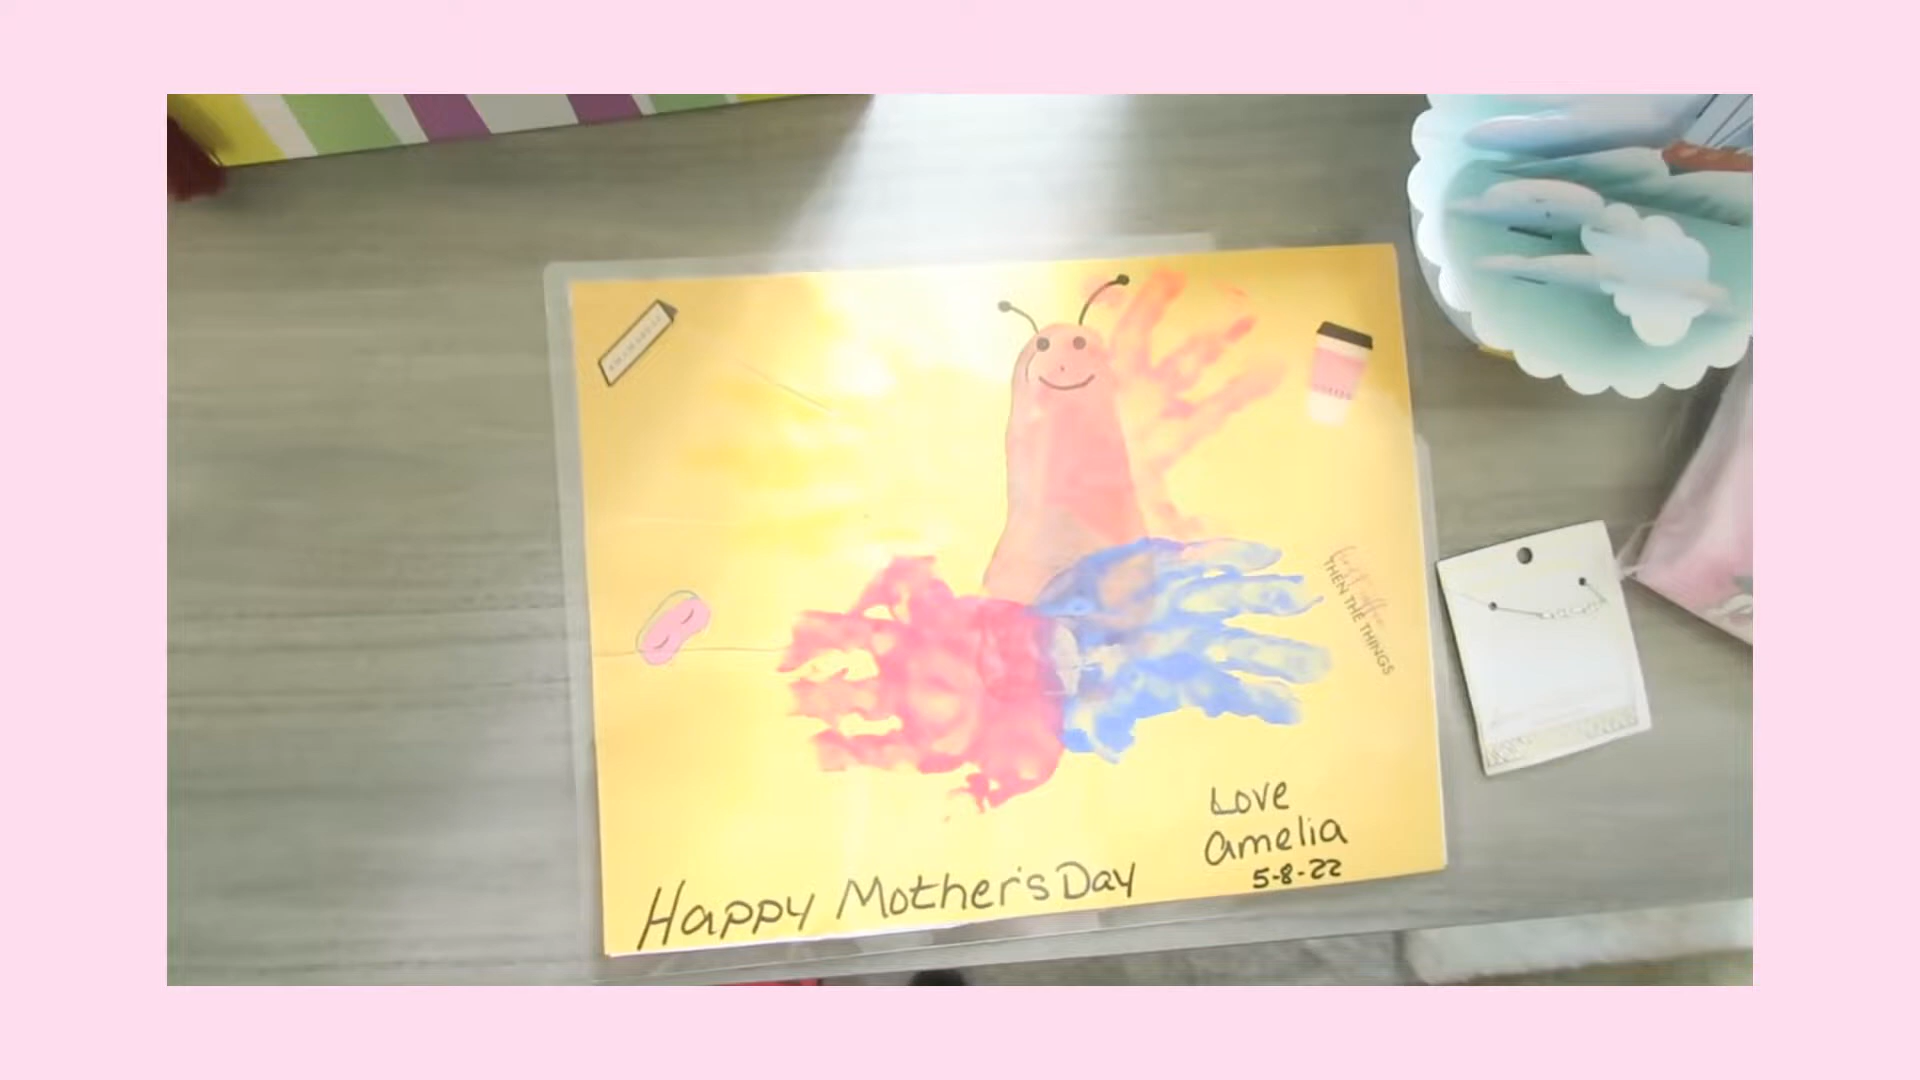 THEN THE THINGS
Love
Amelia
5-8-22
Happy Mother's Day